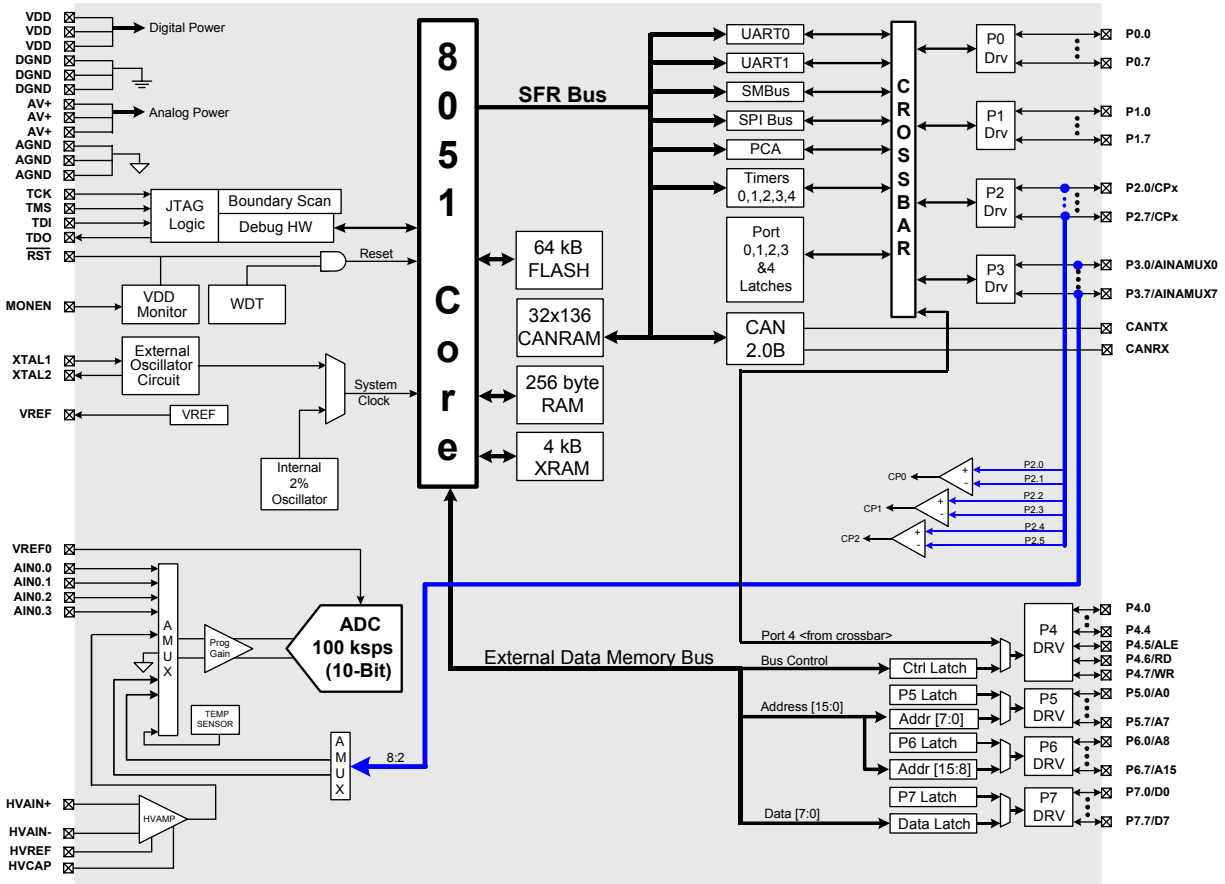 VDD
VDD
VDD
Digital Power
DGND
DGND
DGND
AV+
AV+
AV+
Analog Power
AGND
AGND
AGND
TCK
TMS
TDI
TDO
RST
JTAG
Logic
Boundary Scan
Debug HW
Reset
MONEN
VDD
Monitor
WDT
XTAL1
XTAL2
External
Oscillator
Circuit
System
Clock
VREF
VREF
Internal
2%
Oscillator
8051 Core
SFR Bus
64 kB
FLASH
32x136
CANRAM
256 byte
RAM
4 kB
XRAM
UART0
UART1
SMBus
SPI Bus
PCA
Timers
0,1,2,3,4
Port
0,1,2,3
&4
Latches
CAN
2.0B
CROSSBAR
P0
Drv
P1
Drv
P2
Drv
P3
Drv
P0.0
P0.7
P1.0
P1.7
P2.0/CPx
P2.7/CPx
P3.0/AINAMUX0
P3.7/AINAMUX7
CANTX
CANRX
CP0
+
-
P2.0
P2.1
CP1
+
-
P2.2
P2.3
CP2
+
-
P2.4
P2.5
VREF0
AIN0.0
AIN0.1
AIN0.2
AIN0.3
AMUX
Prog
Gain
ADC
100 ksps
(10-Bit)
TEMP
SENSOR
AMUX
8:2
HVAIN+
HVAIN-
HVREF
HVCAP
HVAMP
External Data Memory Bus
Port 4 <from crossbar>
Bus Control
Ctrl Latch
Address [15:0]
P5 Latch
Addr [7:0]
P6 Latch
Addr [15:8]
P7 Latch
Data [7:0]
Data Latch
P4
DRV
P5
DRV
P6
DRV
P7
DRV
P4.0
P4.4
P4.5/ALE
P4.6/RD
P4.7/WR
P5.0/A0
P5.7/A7
P6.0/A8
P6.7/A15
P7.0/D0
P7.7/D7